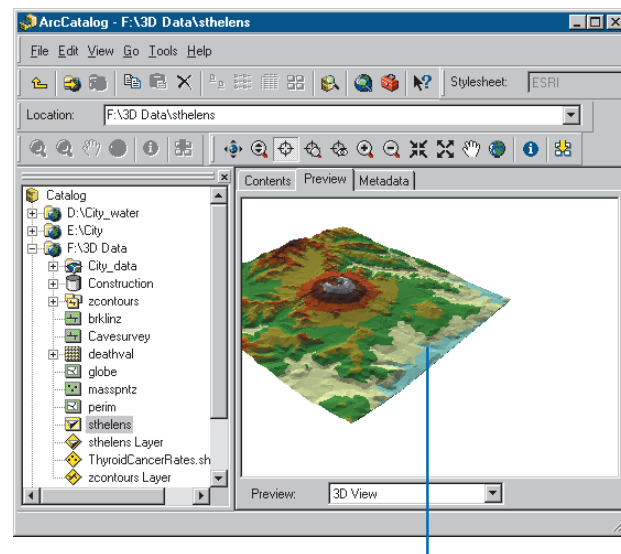 ArcCatalog - F:\3D Data\sthelens
File Edit View Go Tools Help
Stylesheet: ESRI
Location: F:\3D Data\sthelens
Contents Preview Metadata
Catalog
D:\City_water
E:\City
F:\3D Data
City_data
Construction
zcontours
brklinz
Cavesurvey
deathval
globe
masspntz
perim
sthelens
sthelens Layer
ThyroidCancerRates.sh
zcontours Layer
Preview: 3D View